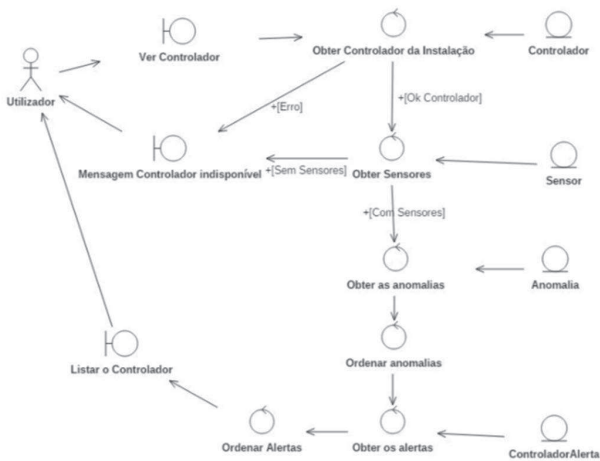 Ver Controlador
Obter Controlador da Instalação
Controlador
Utilizador
+[Erro]
+[Ok Controlador]
Mensagem Controlador indisponível
+[Sem Sensores]
Obter Sensores
Sensor
+[Com Sensores]
Obter as anomalias
Anomalia
Ordenar anomalias
Listar o Controlador
Ordenar Alertas
Obter os alertas
ControladorAlerta